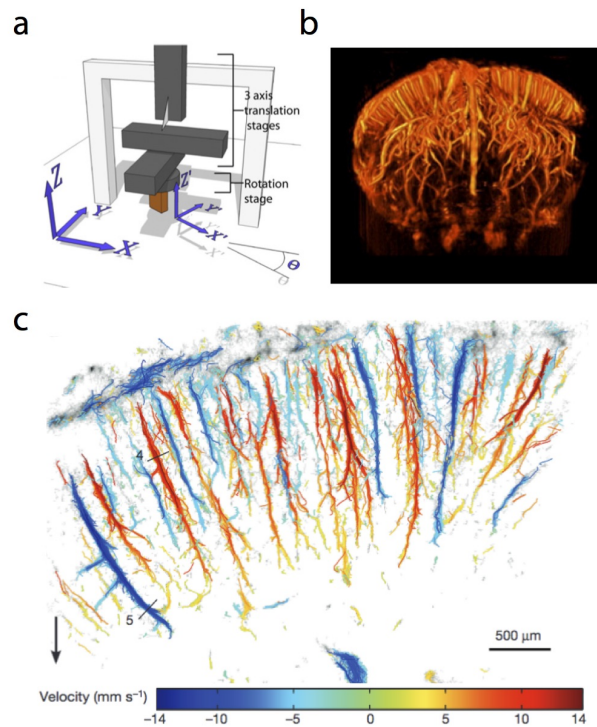 a
3 axis
translation
stages
Rotation
stage
Z
Y
X
Z'
Y'
X'
Θ
b
c
4
5
500 µm
Velocity (mm s⁻¹)
−14 −10 −5 0 5 10 14